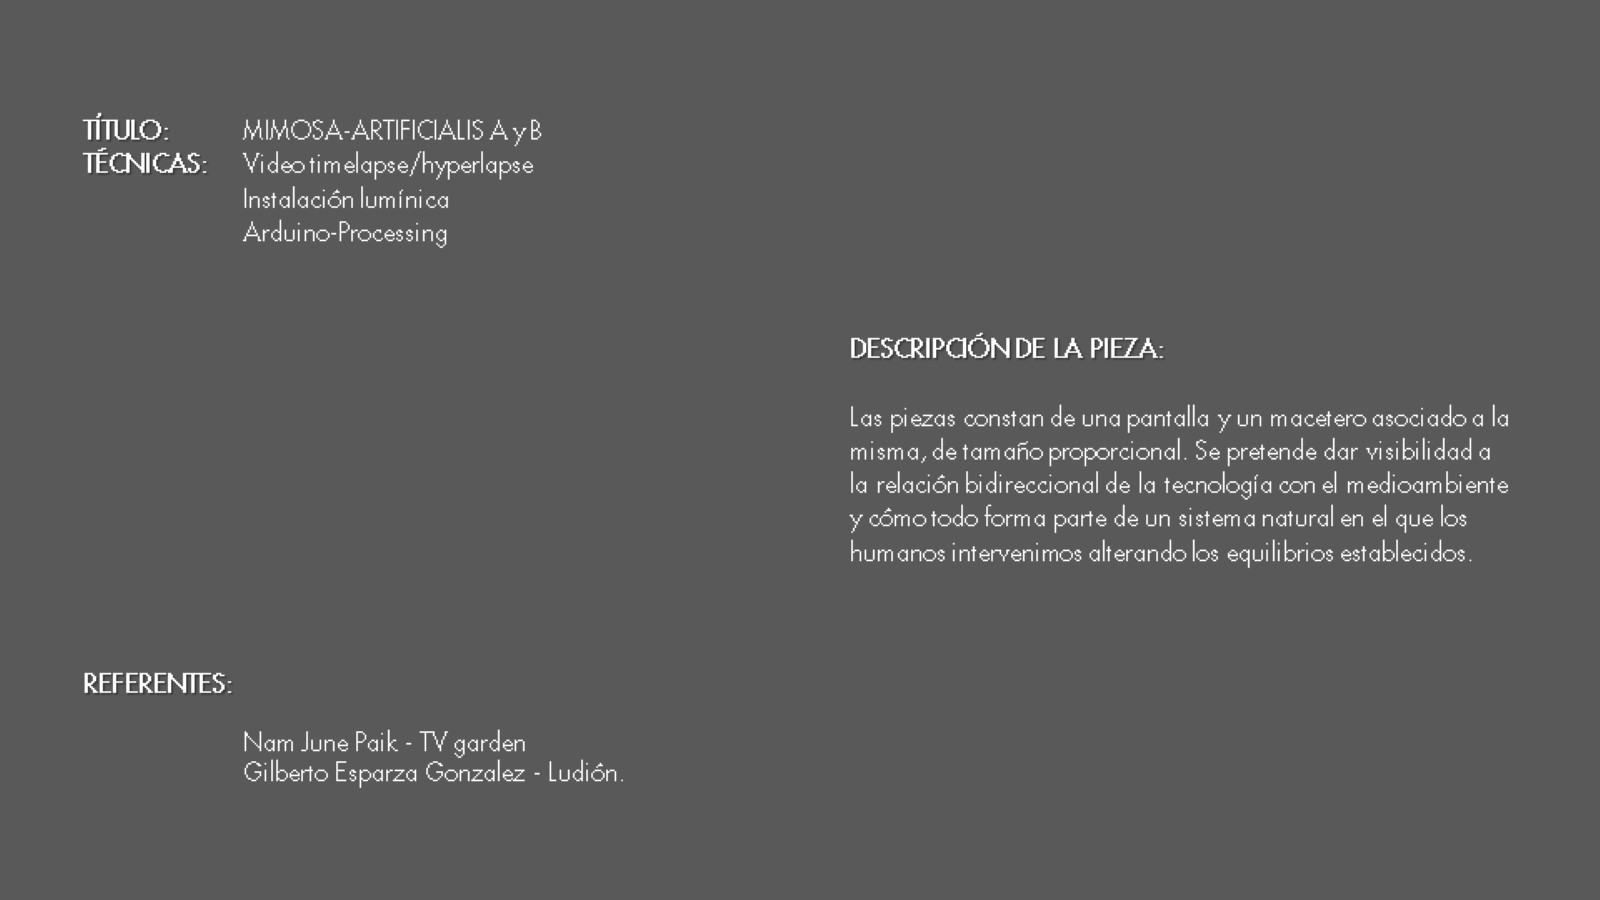 TÍTULO: MIMOSA-ARTIFICIALIS A y B
TÉCNICAS: Video timelapse/hyperlapse
Instalación lumínica
Arduino-Processing
DESCRIPCIÓN DE LA PIEZA:
Las piezas constan de una pantalla y un macetero asociado a la
misma, de tamaño proporcional. Se pretende dar visibilidad a
la relación bidireccional de la tecnología con el medioambiente
y cómo todo forma parte de un sistema natural en el que los
humanos intervenimos alterando los equilibrios establecidos.
REFERENTES:
Nam June Paik - TV garden
Gilberto Esparza Gonzalez - Ludión.